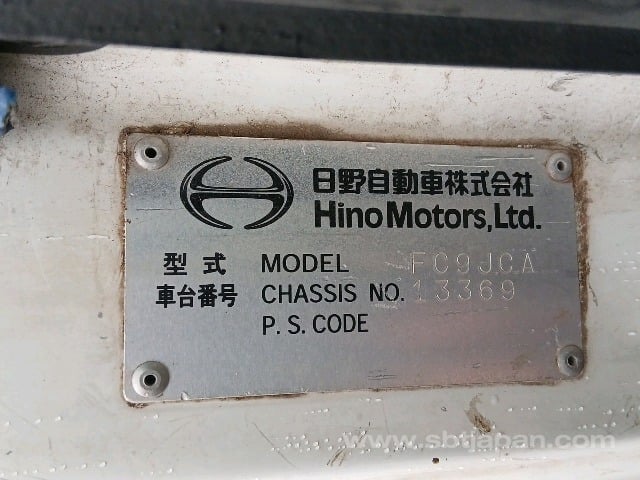 日野自動車株式会社
Hino Motors, Ltd.
型式 MODEL FC9JCA
車台番号 CHASSIS NO. 13369
P.S. CODE
www.sbtjapan.com